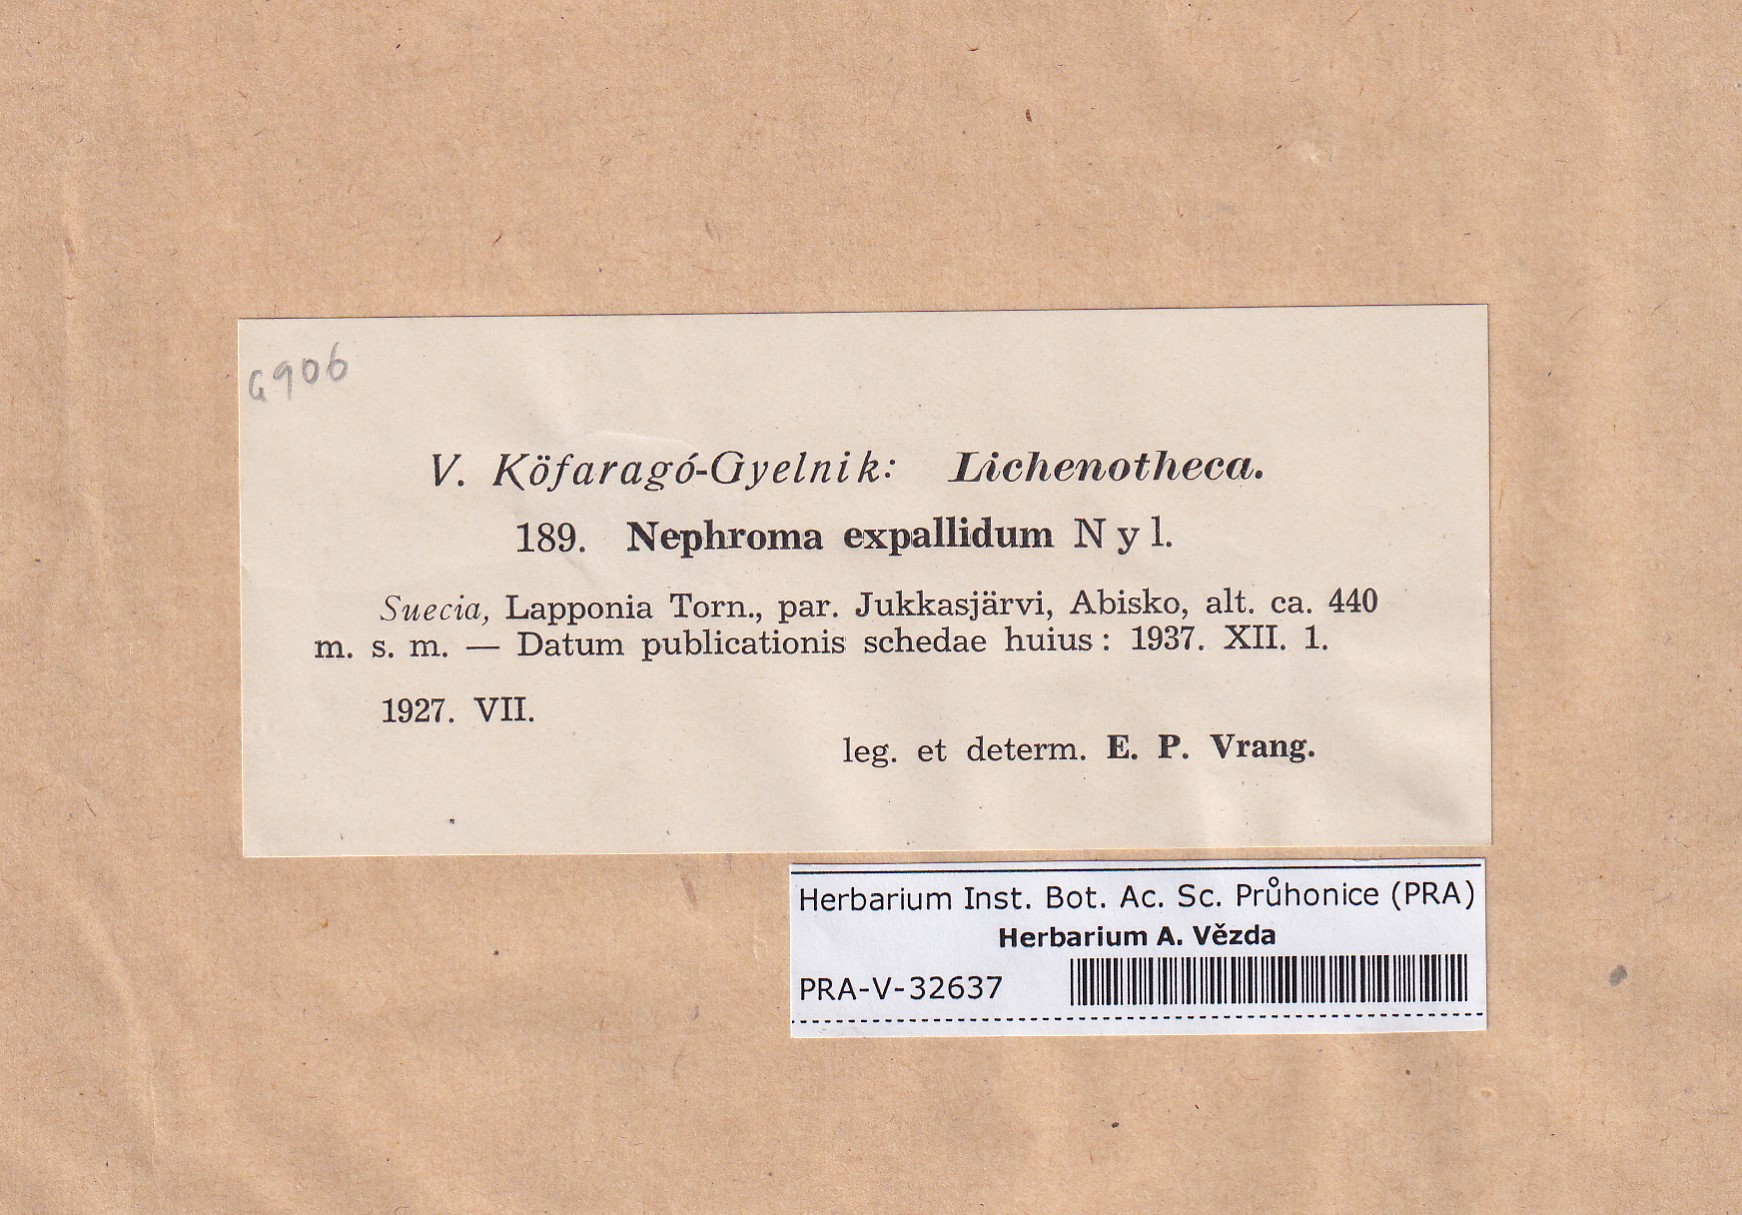 G906
V. Köfaragó-Gyelnik: Lichenotheca.
189. Nephroma expallidum Nyl.
Suecia, Lapponia Torn., par. Jukkasjärvi, Abisko, alt. ca. 440
m. s. m. — Datum publicationis schedae huius: 1937. XII. 1.
1927. VII.
leg. et determ. E. P. Vrang.
Herbarium Inst. Bot. Ac. Sc. Průhonice (PRA)
Herbarium A. Vězda
PRA-V-32637